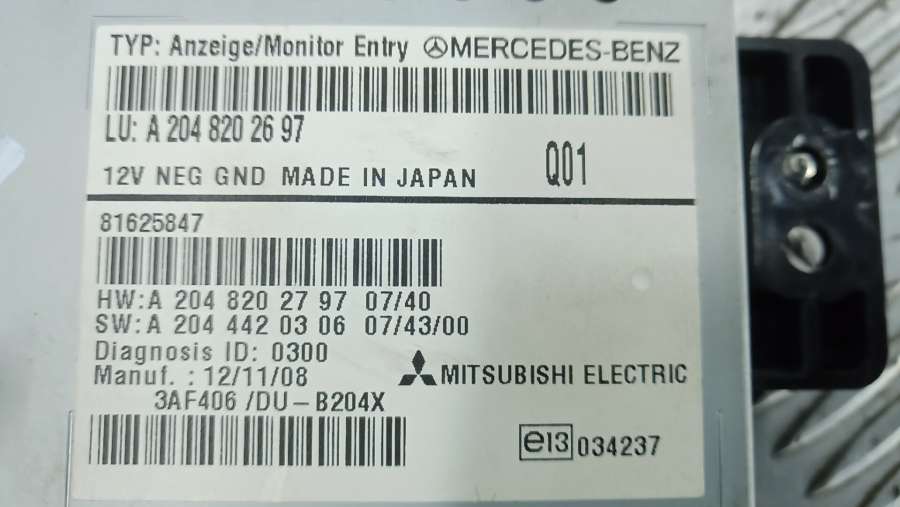 TYP: Anzeige/Monitor Entry MERCEDES-BENZ
LU: A 204 820 26 97
12V NEG GND MADE IN JAPAN Q01
81625847
HW:A 204 820 27 97 07/40
SW:A 204 442 03 06 07/43/00
Diagnosis ID: 0300
Manuf. : 12/11/08 MITSUBISHI ELECTRIC
3AF406 /DU-B204X
e13 034237